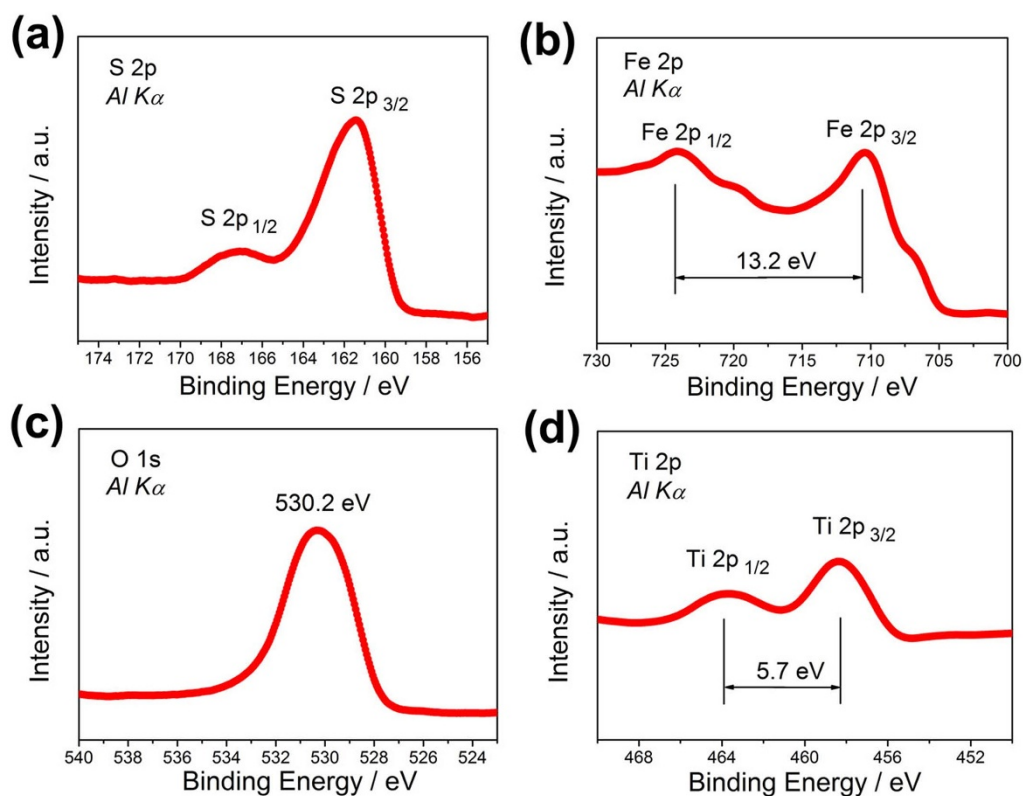 (a)
S 2p
Al Kα
S 2p 3/2
S 2p 1/2
Intensity / a.u.
174 172 170 168 166 164 162 160 158 156
Binding Energy / eV
(b)
Fe 2p
Al Kα
Fe 2p 1/2
Fe 2p 3/2
13.2 eV
Intensity / a.u.
730 725 720 715 710 705 700
Binding Energy / eV
(c)
O 1s
Al Kα
530.2 eV
Intensity / a.u.
540 538 536 534 532 530 528 526 524
Binding Energy / eV
(d)
Ti 2p
Al Kα
Ti 2p 3/2
Ti 2p 1/2
5.7 eV
Intensity / a.u.
468 464 460 456 452
Binding Energy / eV